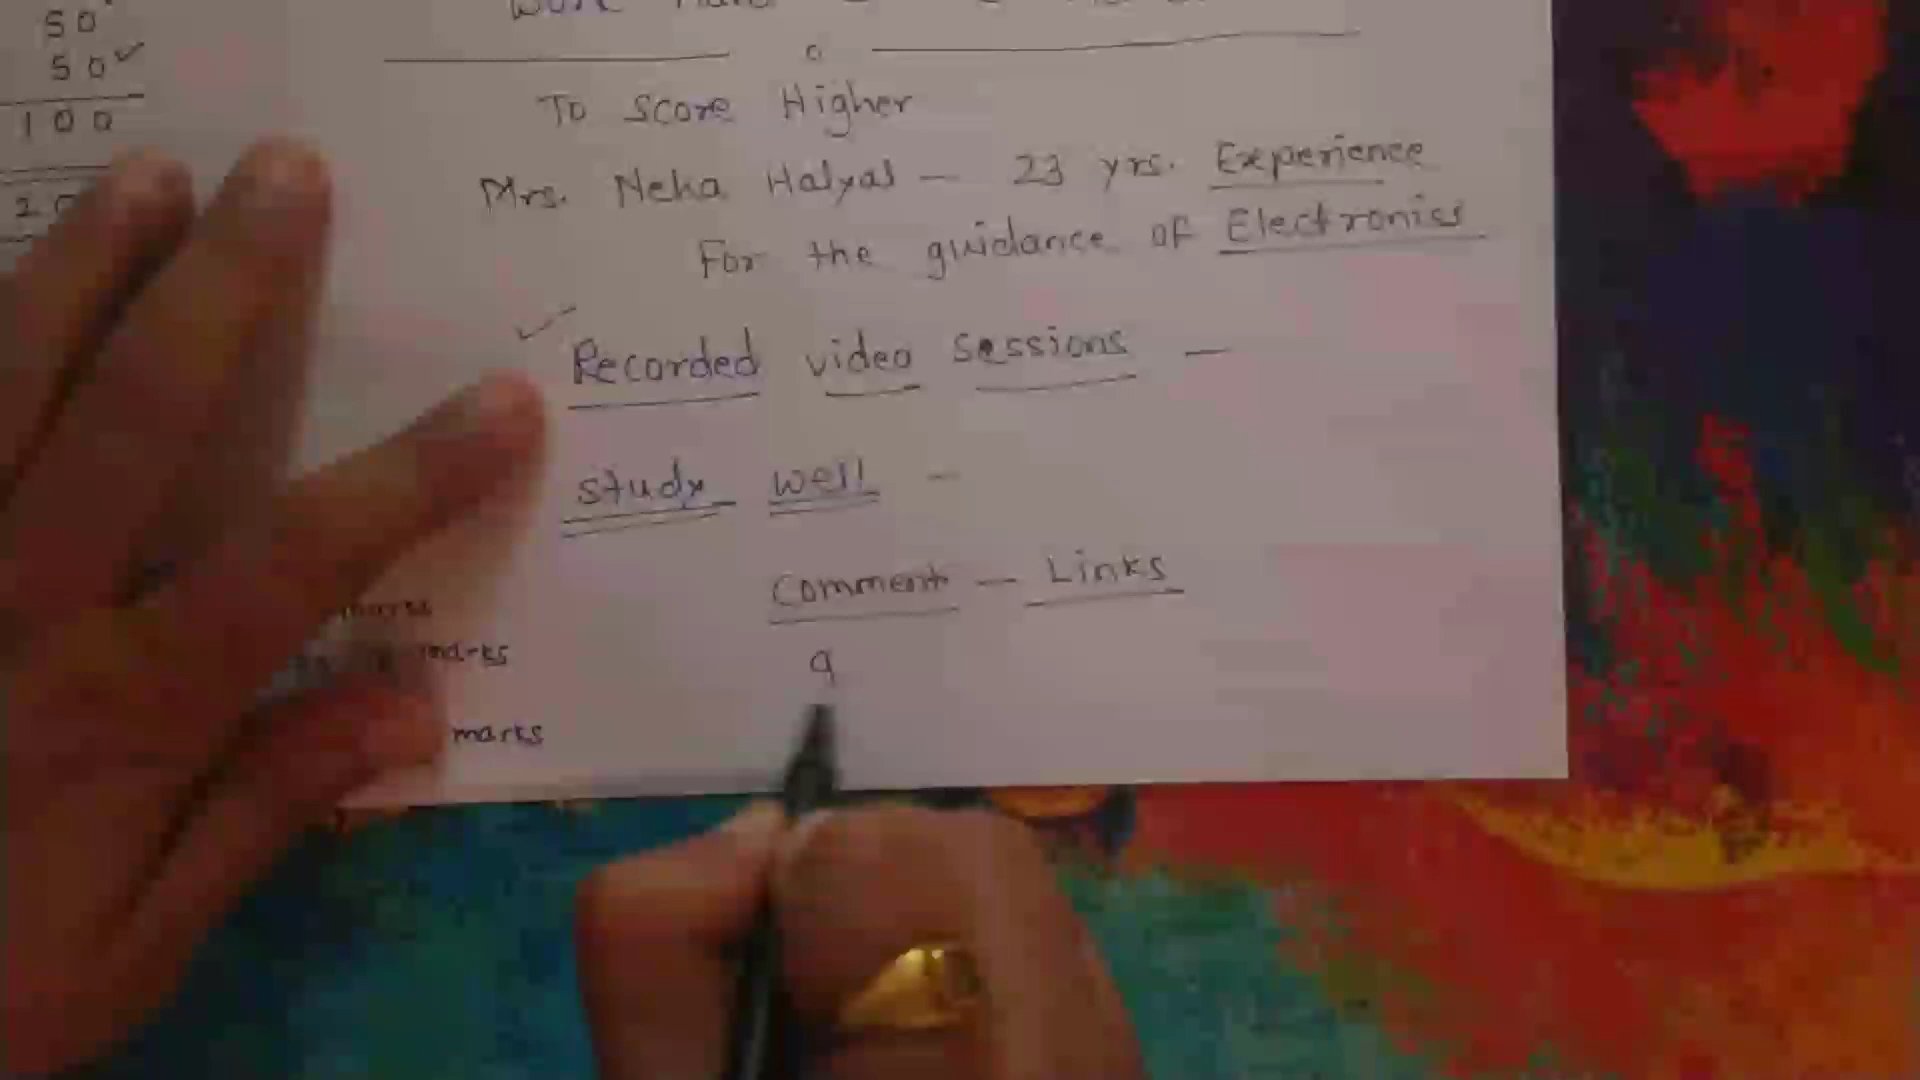 50
50✓
100
To Score Higher
Mrs. Neha Halyal — 23 yrs. Experience
For the guidance of Electronics
✓ Recorded video sessions —
study well -
Comment — Links
marks
marks
9
marks